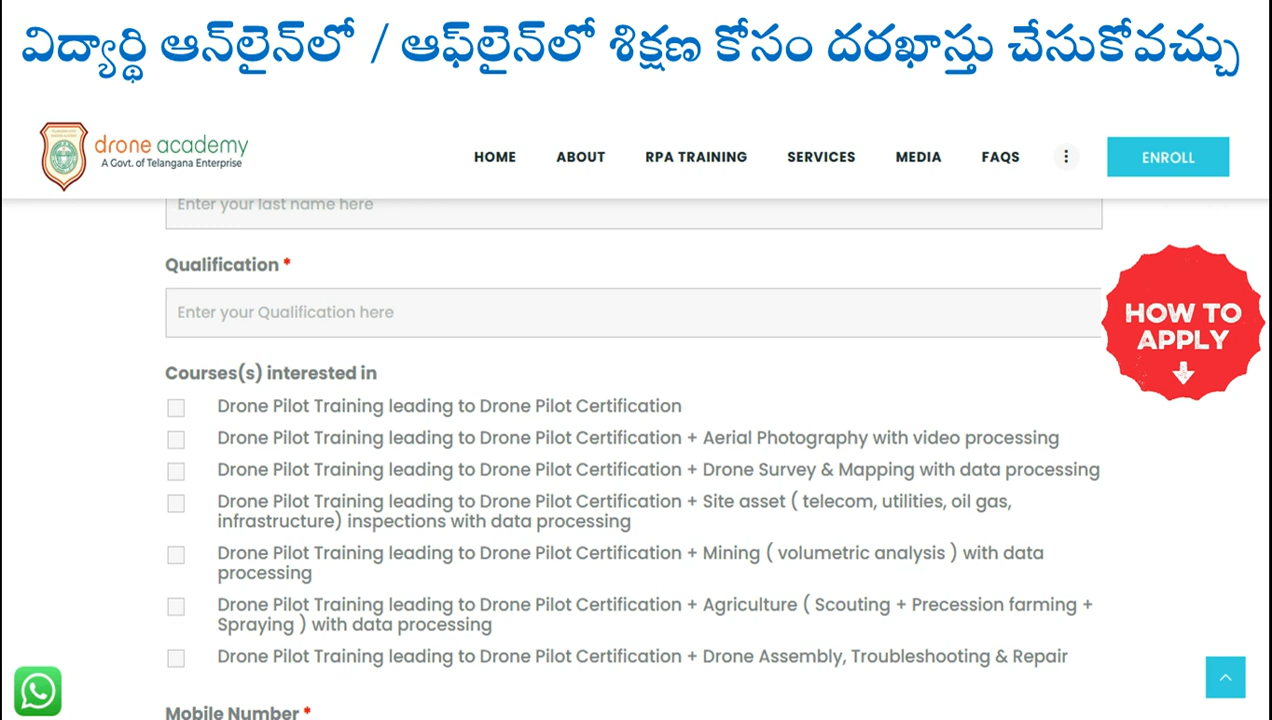 విద్యార్థి ఆన్‌లైన్‌లో / ఆఫ్‌లైన్‌లో శిక్షణ కోసం దరఖాస్తు చేసుకోవచ్చు
drone academy
A Govt. of Telangana Enterprise
HOME ABOUT RPA TRAINING SERVICES MEDIA FAQS ENROLL
Enter your last name here
Qualification *
Enter your Qualification here
HOW TO
APPLY
Courses(s) interested in
Drone Pilot Training leading to Drone Pilot Certification
Drone Pilot Training leading to Drone Pilot Certification + Aerial Photography with video processing
Drone Pilot Training leading to Drone Pilot Certification + Drone Survey & Mapping with data processing
Drone Pilot Training leading to Drone Pilot Certification + Site asset ( telecom, utilities, oil gas,
infrastructure) inspections with data processing
Drone Pilot Training leading to Drone Pilot Certification + Mining ( volumetric analysis ) with data
processing
Drone Pilot Training leading to Drone Pilot Certification + Agriculture ( Scouting + Precession farming +
Spraying ) with data processing
Drone Pilot Training leading to Drone Pilot Certification + Drone Assembly, Troubleshooting & Repair
Mobile Number *